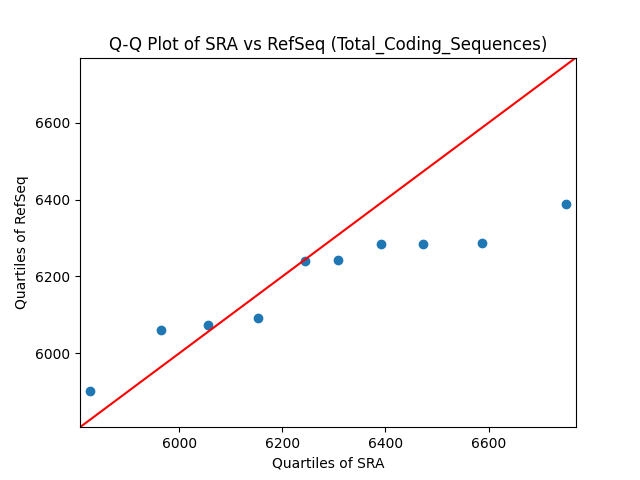 Q-Q Plot of SRA vs RefSeq (Total_Coding_Sequences)
6600
6400
6200
6000
Quartiles of RefSeq
6000 6200 6400 6600
Quartiles of SRA